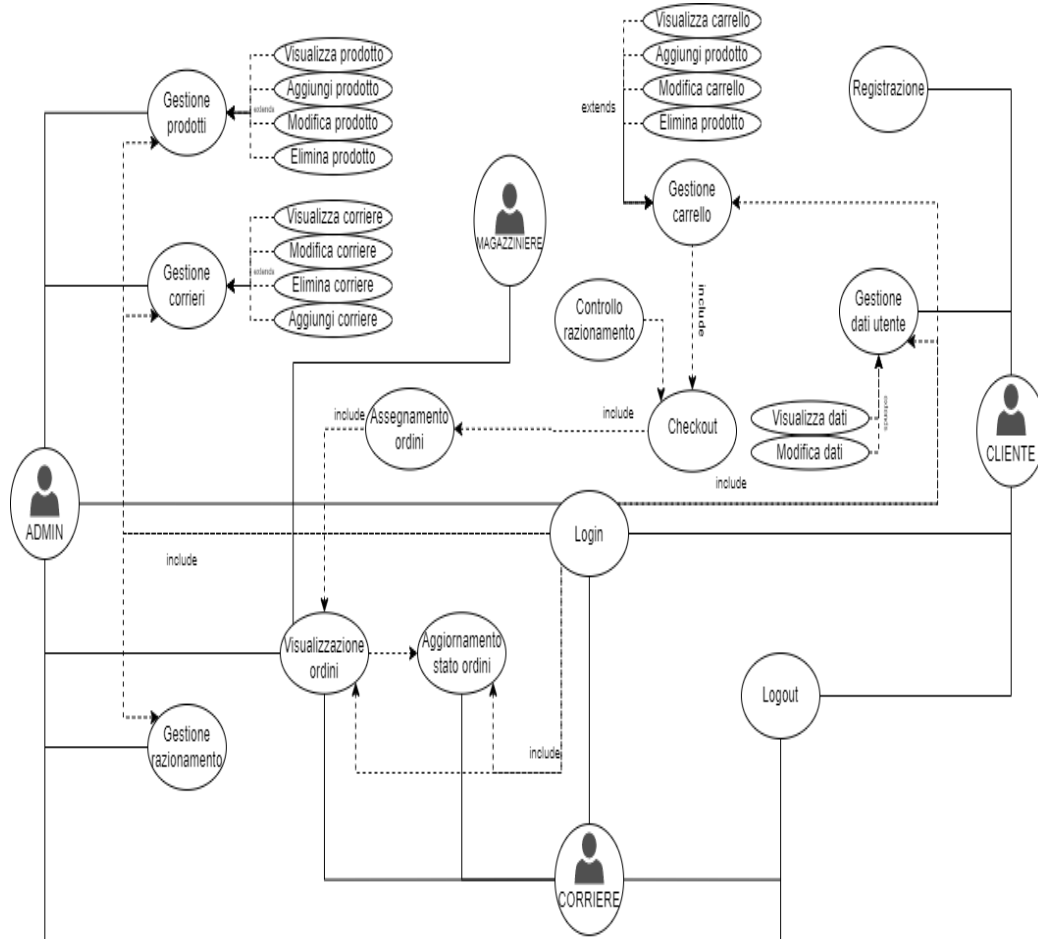 Visualizza prodotto
Aggiungi prodotto
Modifica prodotto
Elimina prodotto
extends
Gestione
prodotti
Visualizza carrello
Aggiungi prodotto
Modifica carrello
Elimina prodotto
extends
Registrazione
Gestione
carrello
MAGAZZINIERE
Visualizza corriere
Modifica corriere
Elimina corriere
Aggiungi corriere
extends
Gestione
corrieri
include
Controllo
razionamento
Gestione
dati utente
extends
Visualizza dati
Modifica dati
CLIENTE
include
Assegnamento
ordini
include
Checkout
include
ADMIN
Login
include
Visualizzazione
ordini
Aggiornamento
stato ordini
Logout
include
Gestione
razionamento
CORRIERE